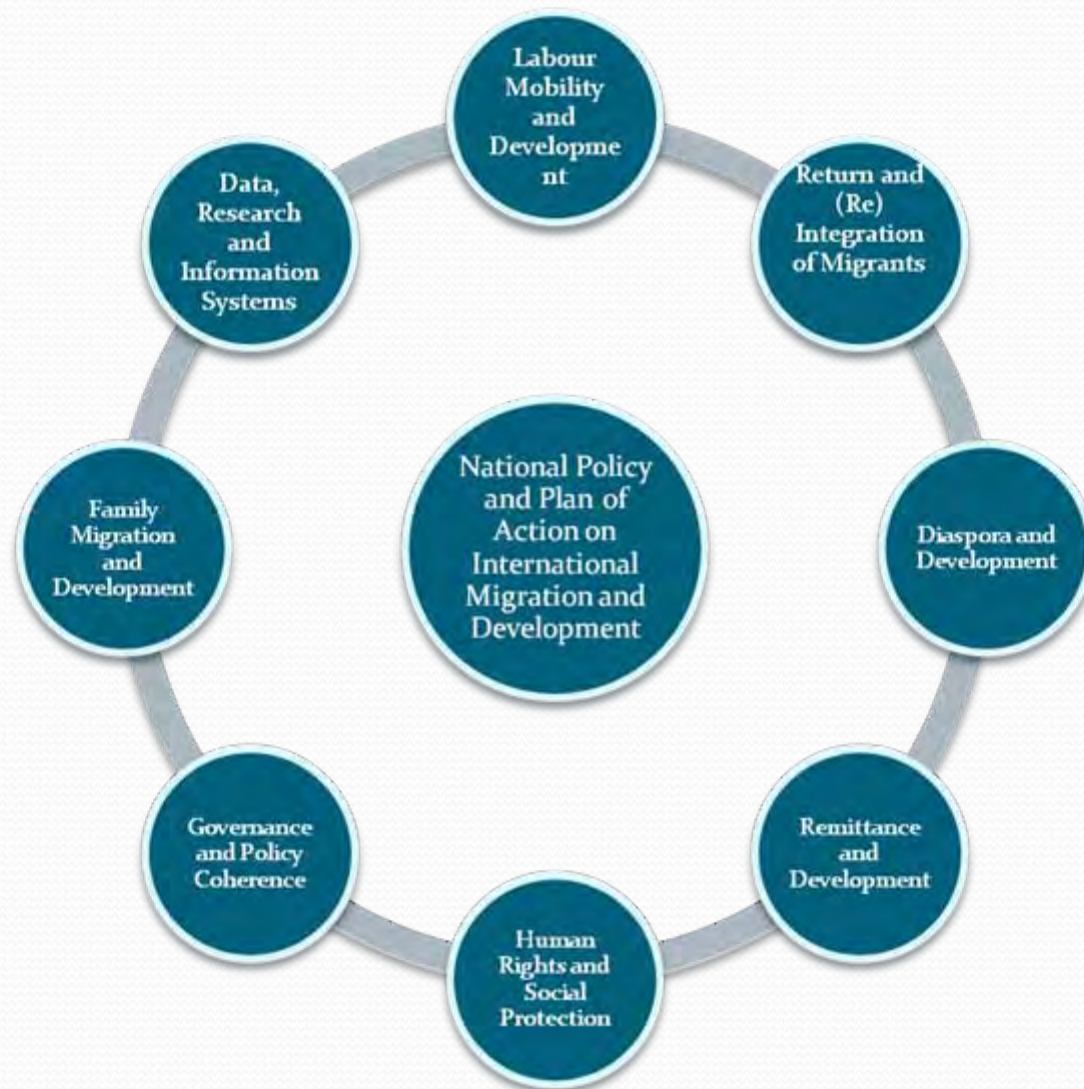 Labour
Mobility
and
Developme
nt
Return and
(Re)
Integration
of Migrants
Diaspora and
Development
Remittance
and
Development
Human
Rights and
Social
Protection
Governance
and Policy
Coherence
Family
Migration
and
Development
Data,
Research
and
Information
Systems
National Policy
and Plan of
Action on
International
Migration and
Development